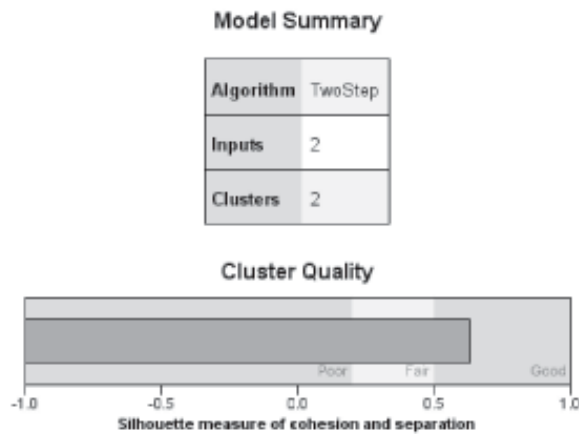 Model Summary
Algorithm TwoStep
Inputs 2
Clusters 2
Cluster Quality
Poor Fair Good
-1.0 -0.5 0.0 0.5 1.0
Silhouette measure of cohesion and separation